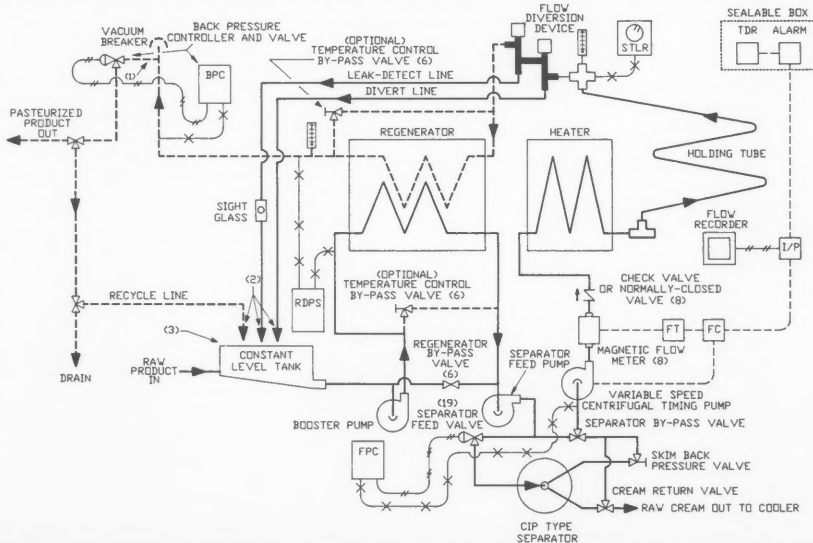 VACUUM
BREAKER
BACK PRESSURE
CONTROLLER AND VALVE
(1)
BPC
(OPTIONAL)
TEMPERATURE CONTROL
BY-PASS VALVE (6)
FLOW
DIVERSION
DEVICE
STLR
SEALABLE BOX
TDR
ALARM
LEAK-DETECT LINE
DIVERT LINE
PASTEURIZED
PRODUCT
OUT
REGENERATOR
HEATER
HOLDING TUBE
SIGHT
GLASS
FLOW
RECORDER
I/P
RDPS
(OPTIONAL)
TEMPERATURE CONTROL
BY-PASS VALVE (6)
CHECK VALVE
OR NORMALLY-CLOSED
VALVE (8)
RECYCLE LINE
(2)
(3)
CONSTANT
LEVEL TANK
RAW
PRODUCT
IN
DRAIN
REGENERATOR
BY-PASS
VALVE
(6)
SEPARATOR
FEED PUMP
FT
FC
MAGNETIC FLOW
METER (8)
VARIABLE SPEED
CENTRIFUGAL TIMING PUMP
BOOSTER PUMP
(19)
SEPARATOR
FEED VALVE
SEPARATOR BY-PASS VALVE
FPC
SKIM BACK
PRESSURE VALVE
CREAM RETURN VALVE
RAW CREAM OUT TO COOLER
CIP TYPE
SEPARATOR